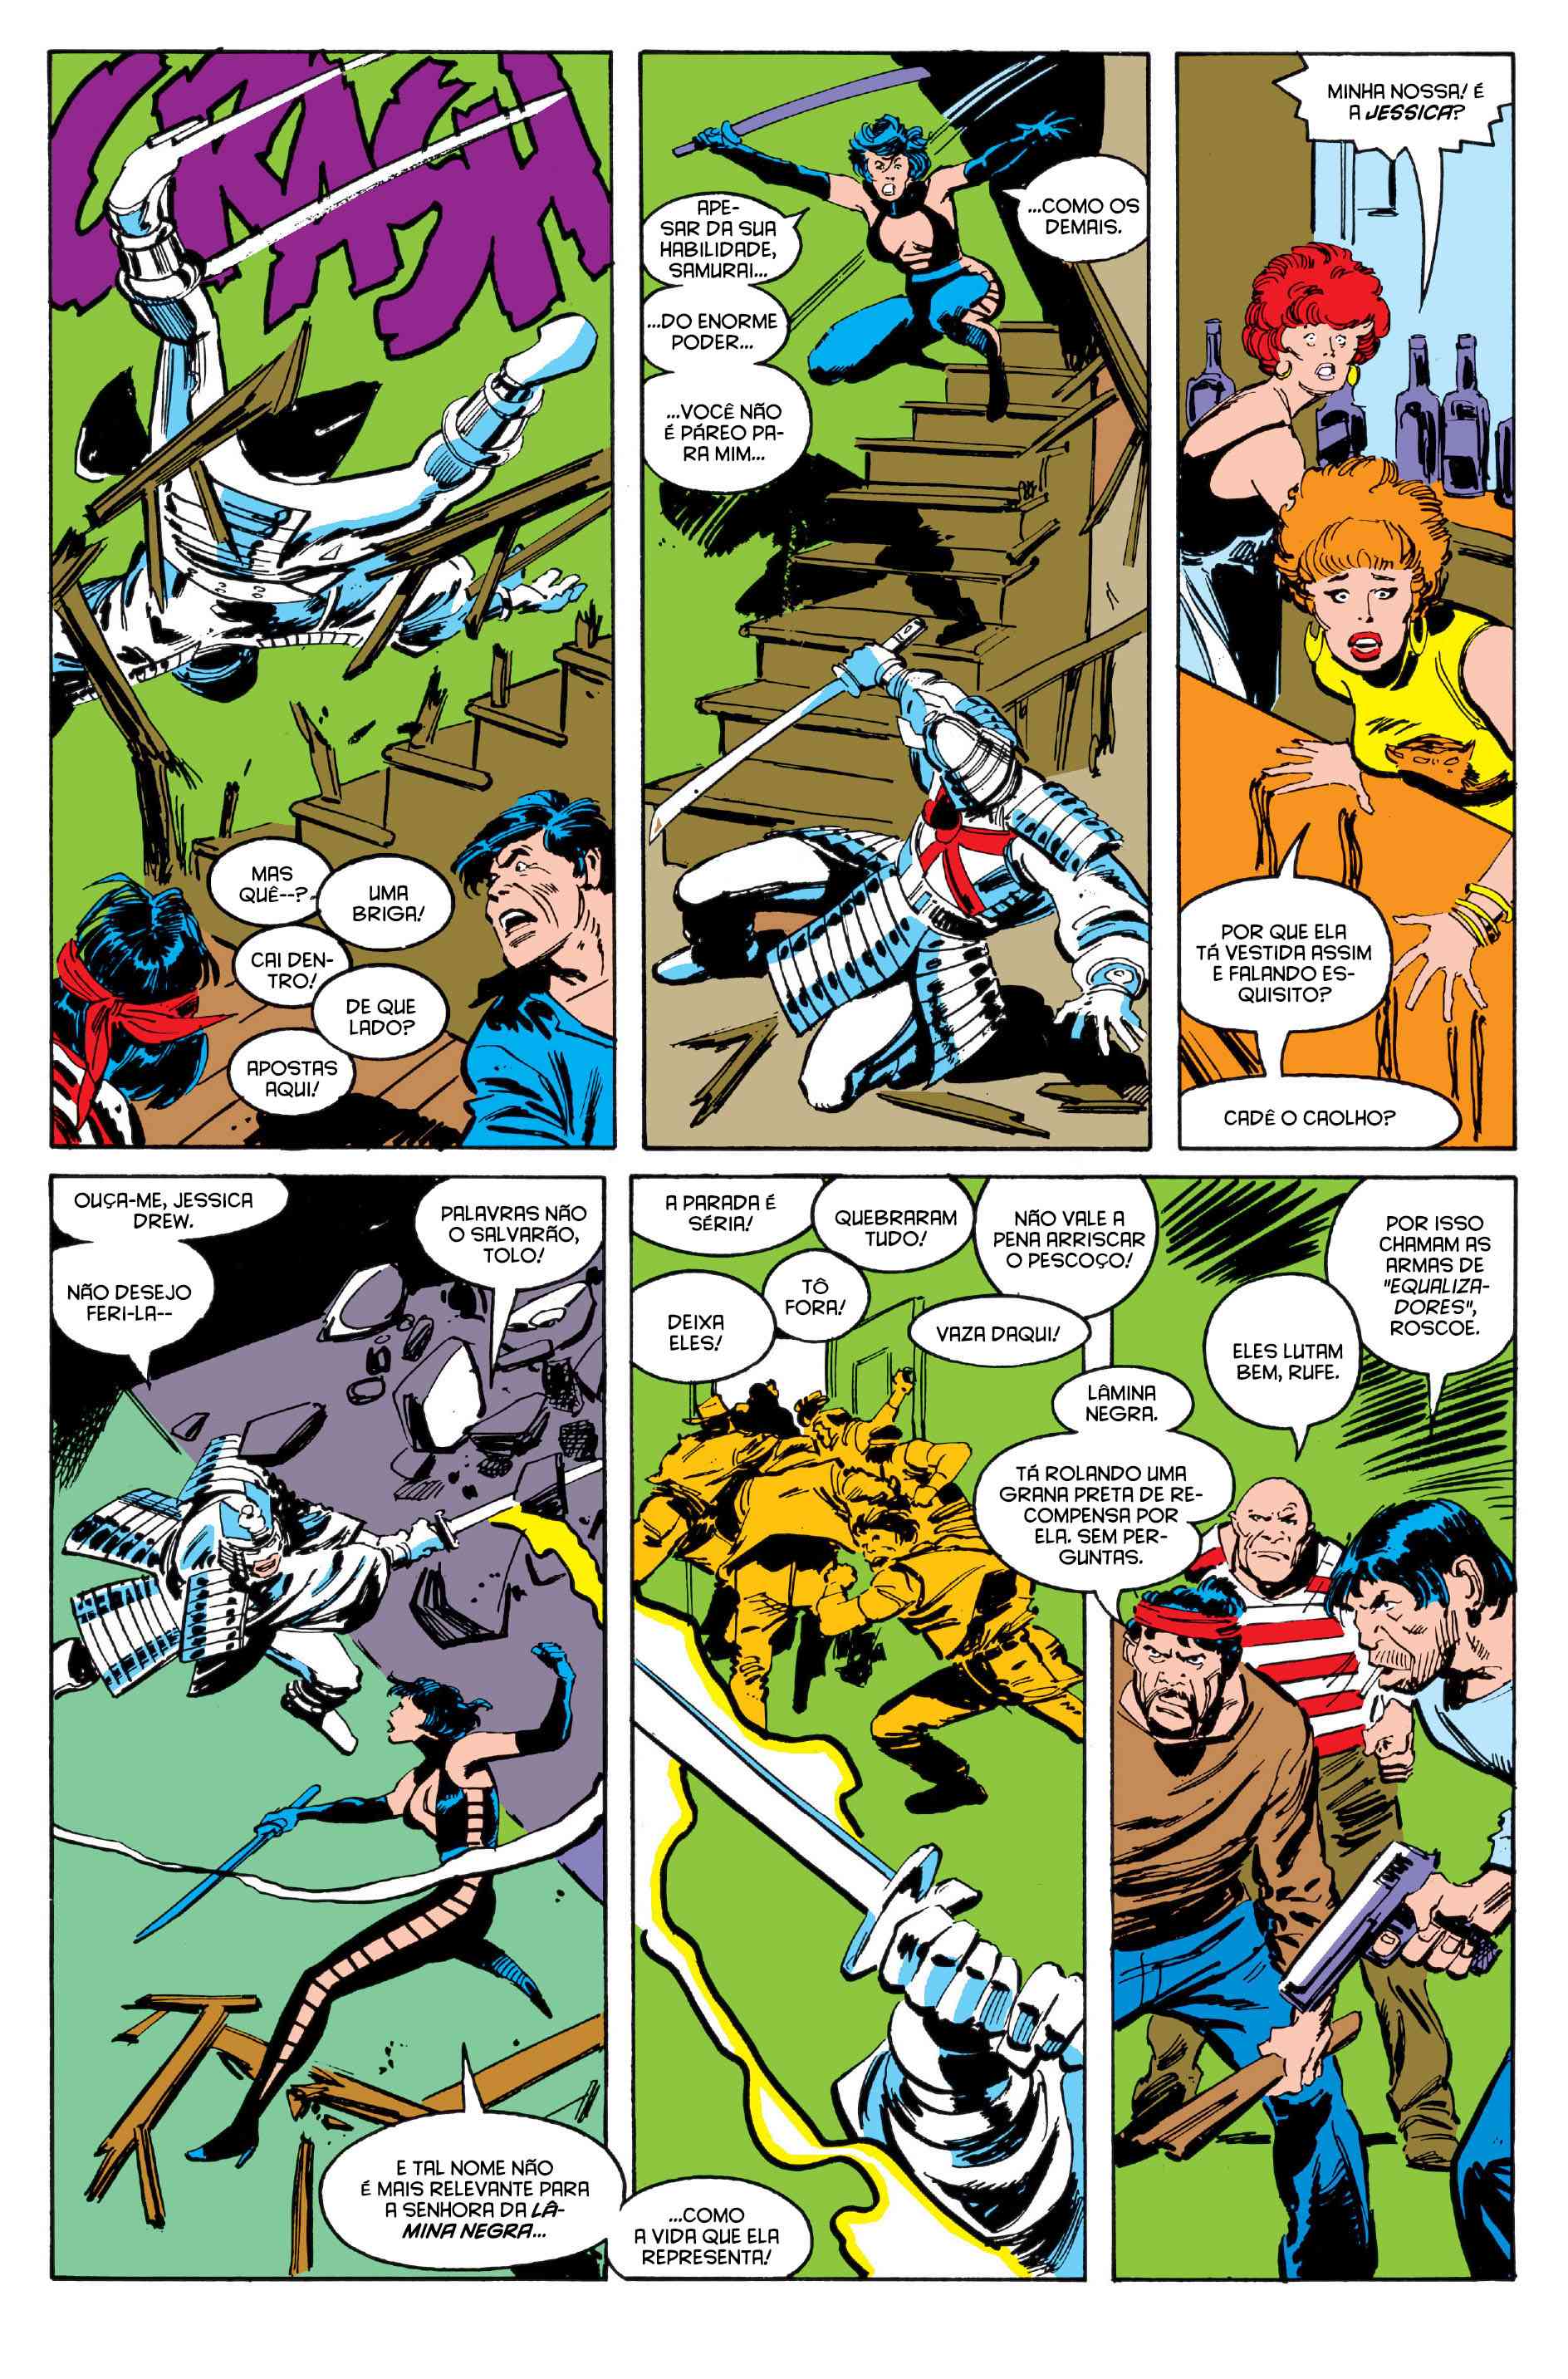 CRASH
MAS
QUÊ--?
UMA
BRIGA!
CAI DEN-
TRO!
DE QUE
LADO?
APOSTAS
AQUI!
APE-
SAR DA SUA
HABILIDADE,
SAMURAI...
...DO ENORME
PODER...
...VOCÊ NÃO
É PÁREO PA-
RA MIM...
...COMO OS
DEMAIS.
MINHA NOSSA! É
A JESSICA?
POR QUE ELA
TÁ VESTIDA ASSIM
E FALANDO ES-
QUISITO?
CADÊ O CAOLHO?
OUÇA-ME, JESSICA
DREW.
NÃO DESEJO
FERI-LA--
PALAVRAS NÃO
O SALVARÃO,
TOLO!
E TAL NOME NÃO
É MAIS RELEVANTE PARA
A SENHORA DA LÂ-
MINA NEGRA...
...COMO
A VIDA QUE ELA
REPRESENTA!
A PARADA É
SÉRIA!
QUEBRARAM
TUDO!
NÃO VALE A
PENA ARRISCAR
O PESCOÇO!
DEIXA
ELES!
TÔ
FORA!
VAZA DAQUI!
LÂMINA
NEGRA.
TÁ ROLANDO UMA
GRANA PRETA DE RE-
COMPENSA POR
ELA. SEM PER-
GUNTAS.
ELES LUTAM
BEM, RUFE.
POR ISSO
CHAMAM AS
ARMAS DE
"EQUALIZA-
DORES",
ROSCOE.